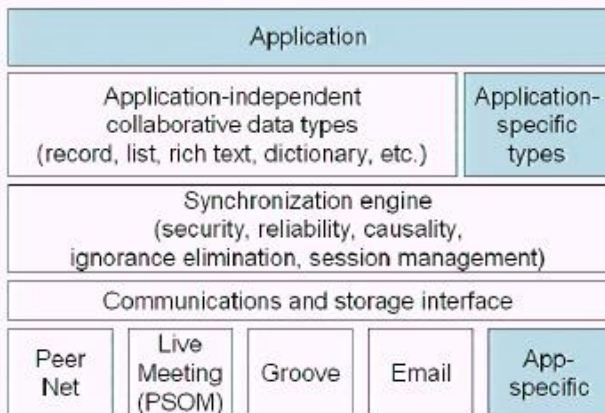 Application
Application-independent
collaborative data types
(record, list, rich text, dictionary, etc.)
Application-
specific
types
Synchronization engine
(security, reliability, causality,
ignorance elimination, session management)
Communications and storage interface
Peer
Net
Live
Meeting
(PSOM)
Groove
Email
App-
specific